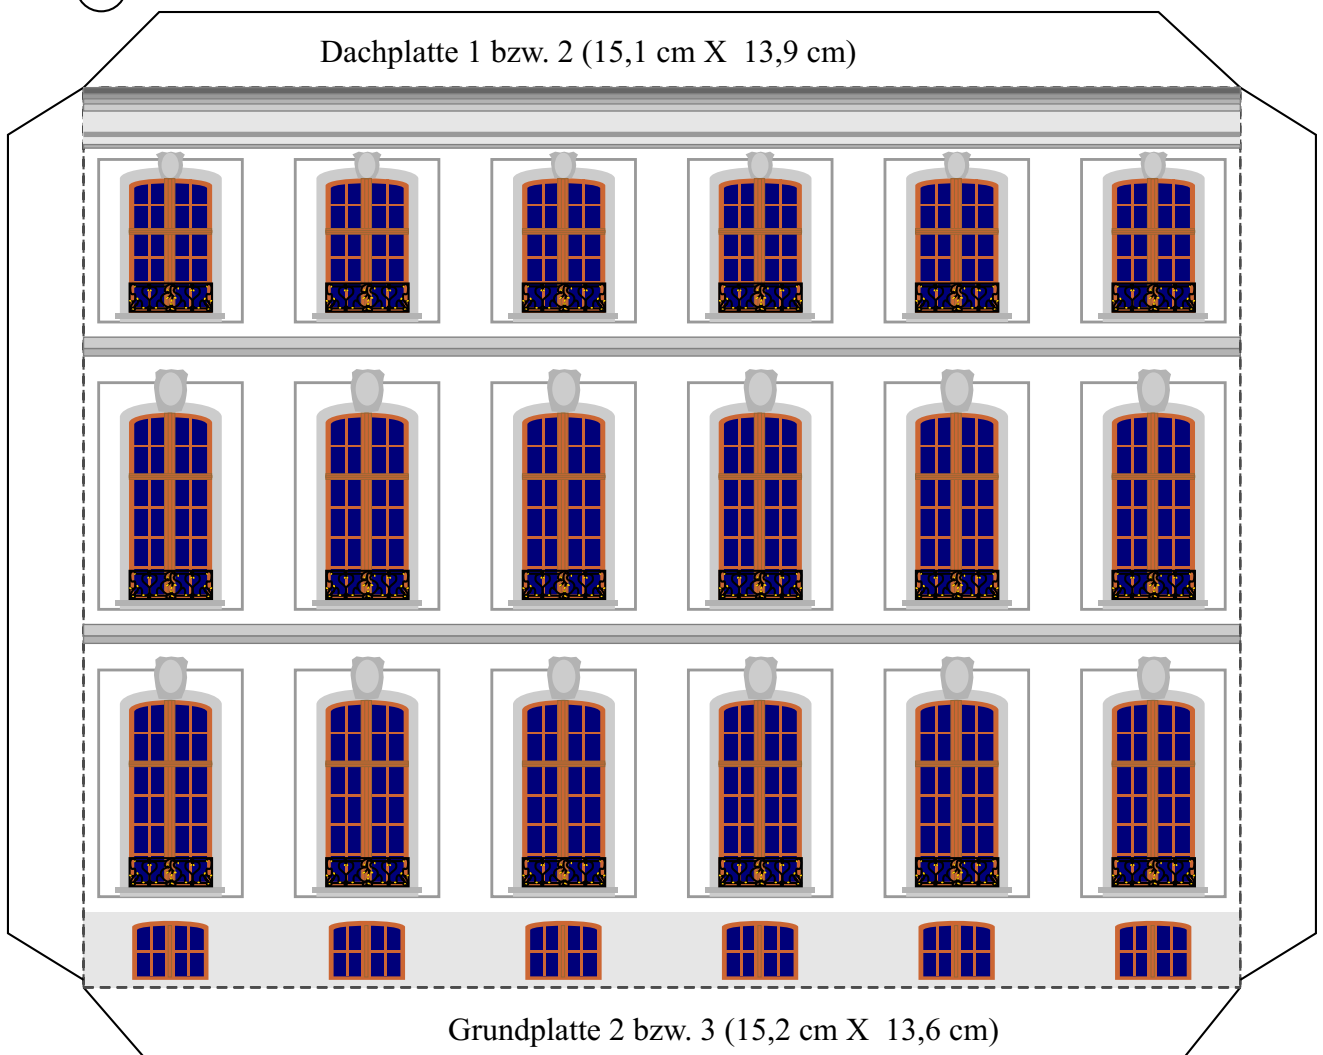 Dachplatte 1 bzw. 2 (15,1 cm X  13,9 cm)
Grundplatte 2 bzw. 3 (15,2 cm X  13,6 cm)